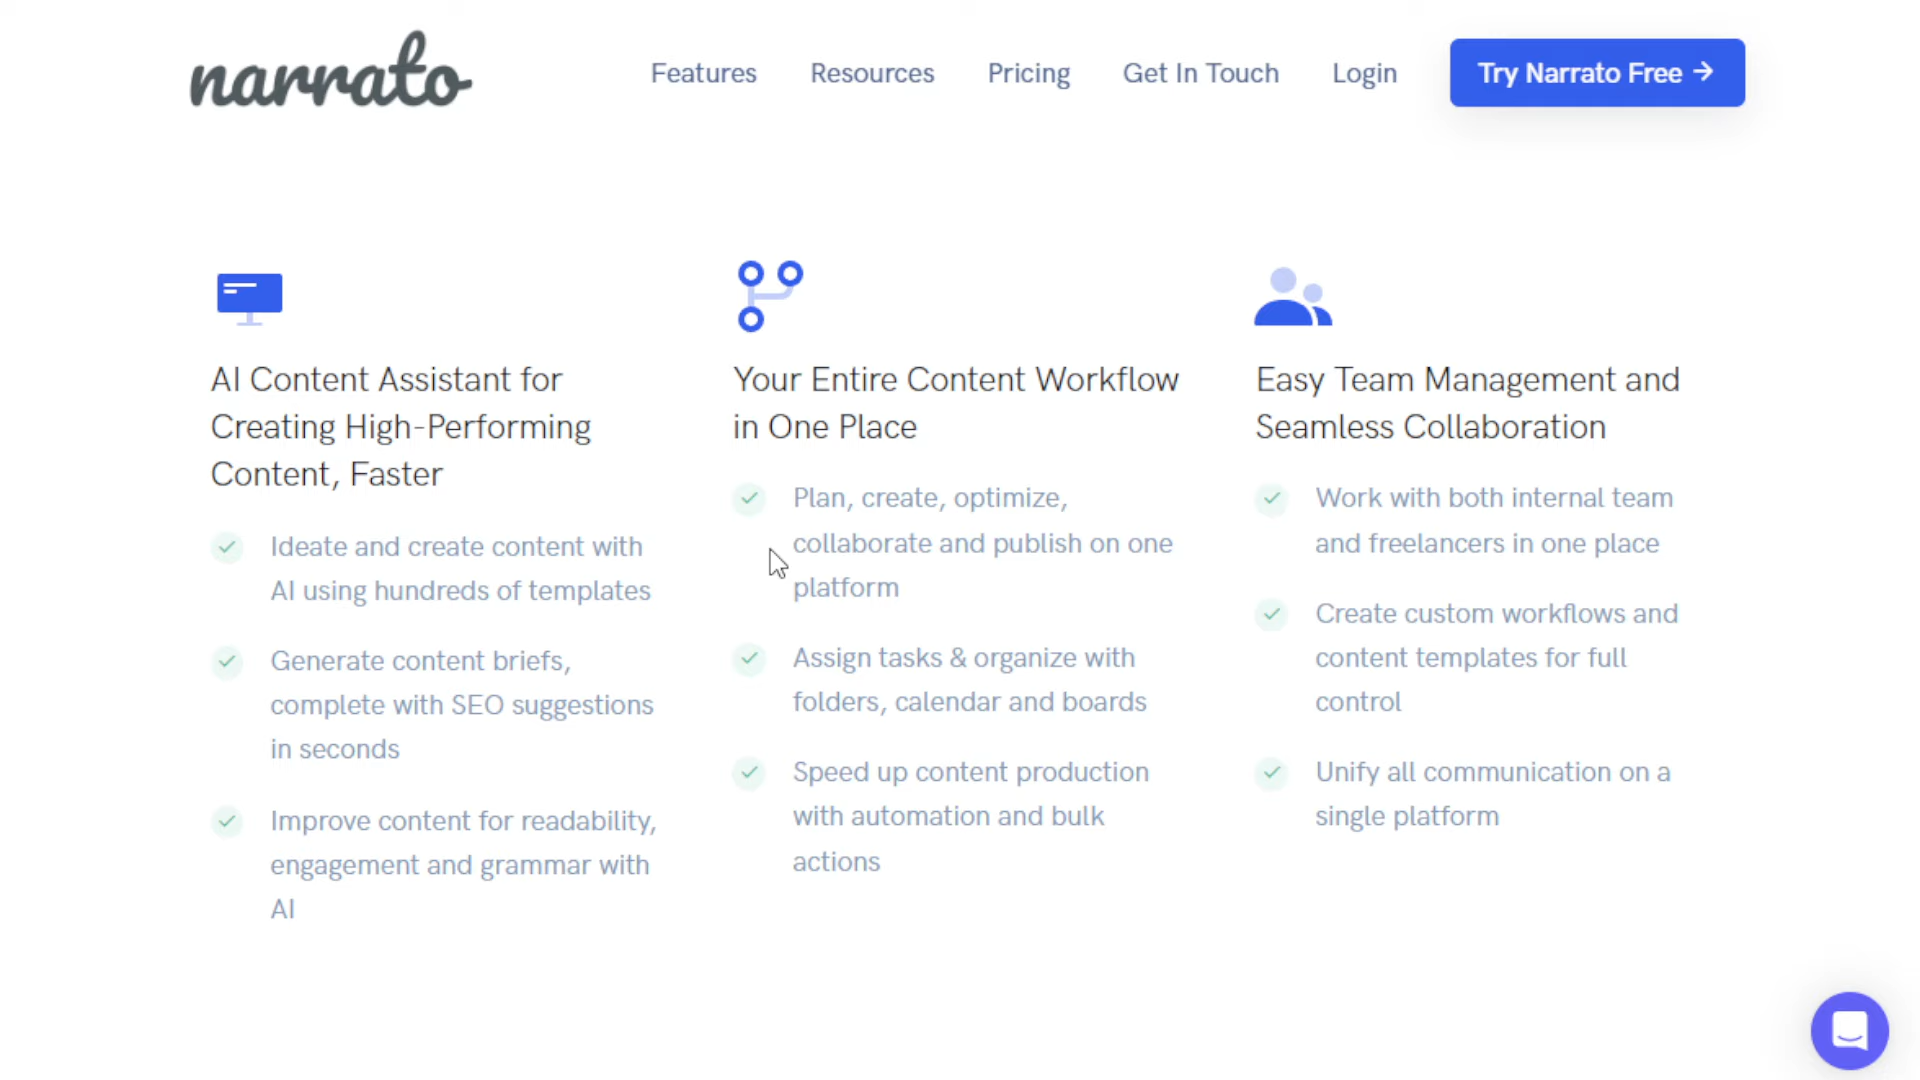 narrato
Features
Resources
Pricing
Get In Touch
Login
Try Narrato Free →
AI Content Assistant for
Creating High-Performing
Content, Faster
Ideate and create content with
AI using hundreds of templates
Generate content briefs,
complete with SEO suggestions
in seconds
Improve content for readability,
engagement and grammar with
AI
Your Entire Content Workflow
in One Place
Plan, create, optimize,
collaborate and publish on one
platform
Assign tasks & organize with
folders, calendar and boards
Speed up content production
with automation and bulk
actions
Easy Team Management and
Seamless Collaboration
Work with both internal team
and freelancers in one place
Create custom workflows and
content templates for full
control
Unify all communication on a
single platform